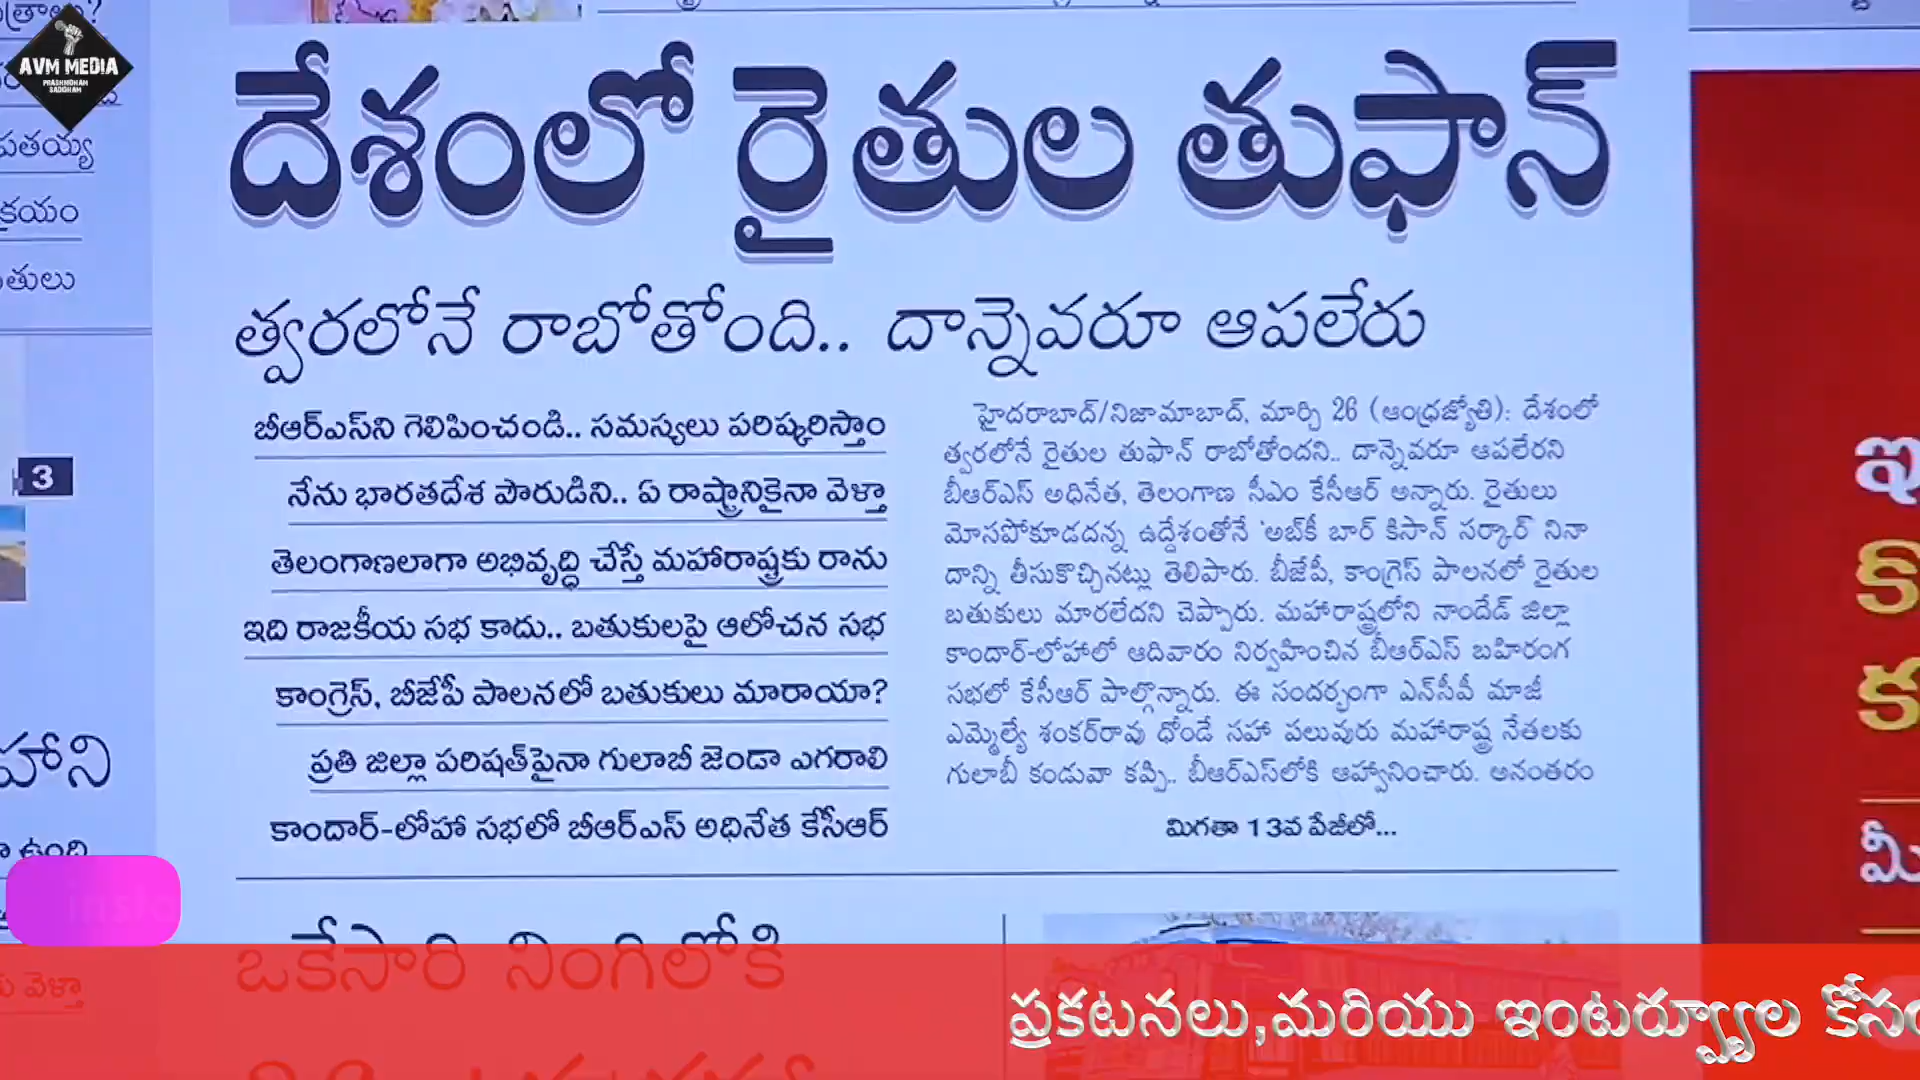 AVM MEDIA
PRASHNIDHAM
SADDHAM
దేశంలో రైతుల తుఫాన్
త్వరలోనే రాబోతోంది.. దాన్నెవరూ ఆపలేరు
బీఆర్ఎస్‌ని గెలిపించండి.. సమస్యలు పరిష్కరిస్తాం
నేను భారతదేశ పౌరుడిని.. ఏ రాష్ట్రానికైనా వెళ్తా
తెలంగాణలాగా అభివృద్ధి చేస్తే మహారాష్ట్రకు రాను
ఇది రాజకీయ సభ కాదు.. బతుకులపై ఆలోచన సభ
కాంగ్రెస్, బీజేపీ పాలనలో బతుకులు మారాయా?
ప్రతి జిల్లా పరిషత్‌పైనా గులాబీ జెండా ఎగరాలి
కాందార్-లోహా సభలో బీఆర్ఎస్ అధినేత కేసీఆర్
హైదరాబాద్/నిజామాబాద్, మార్చి 26 (ఆంధ్రజ్యోతి): దేశంలో
త్వరలోనే రైతుల తుఫాన్ రాబోతోందని.. దాన్నెవరూ ఆపలేరని
బీఆర్ఎస్ అధినేత, తెలంగాణ సీఎం కేసీఆర్ అన్నారు. రైతులు
మోసపోకూడదన్న ఉద్దేశంతోనే 'అబ్‌కీ బార్ కిసాన్ సర్కార్' నినా
దాన్ని తీసుకొచ్చినట్లు తెలిపారు. బీజేపీ, కాంగ్రెస్ పాలనలో రైతుల
బతుకులు మారలేదని చెప్పారు. మహారాష్ట్రలోని నాందేడ్ జిల్లా
కాందార్-లోహాలో ఆదివారం నిర్వహించిన బీఆర్ఎస్ బహిరంగ
సభలో కేసీఆర్ పాల్గొన్నారు. ఈ సందర్భంగా ఎన్‌సీపీ మాజీ
ఎమ్మెల్యే శంకర్‌రావు ధోండే సహా పలువురు మహారాష్ట్ర నేతలకు
గులాబీ కండువా కప్పి.. బీఆర్ఎస్‌లోకి ఆహ్వానించారు. అనంతరం
మిగతా 13వ పేజీలో...
పతయ్య
క్రయం
తులు
3
హాని
ఉంది
వెళ్తా
ఒకేసారి నింగిలోకి
మీ
ప్రకటనలు,మరియు ఇంటర్వ్యూల కోసం